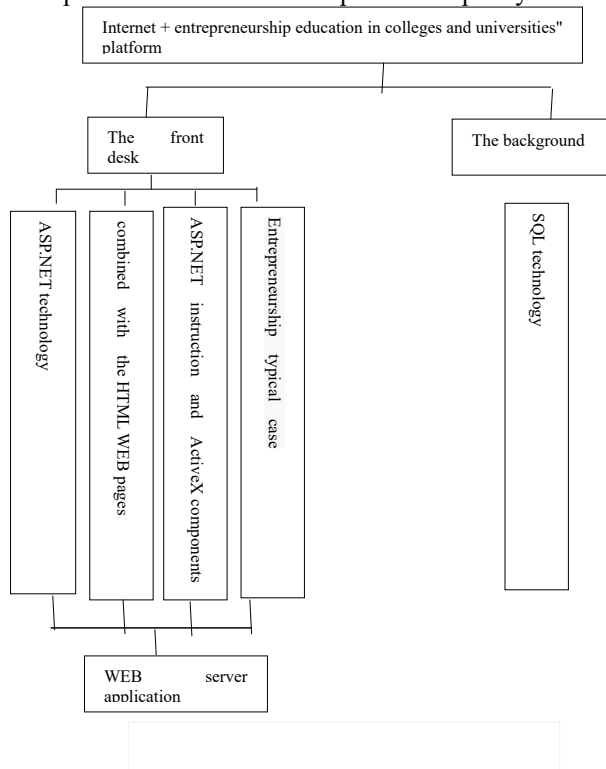 Internet + entrepreneurship education in colleges and universities"
platform
The front
desk
The background
ASP.NET technology
combined with the HTML WEB pages
ASP.NET instruction and ActiveX components
Entrepreneurship typical case
SQL technology
WEB server
application